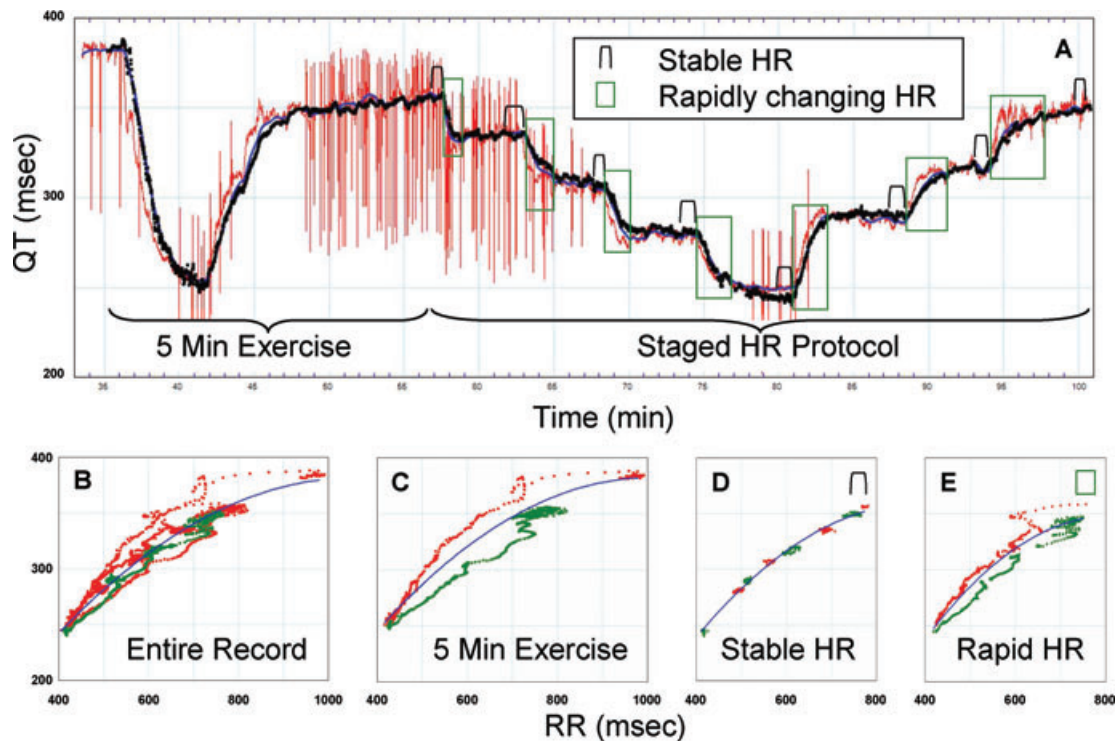 400
A
Stable HR
Rapidly changing HR
QT (msec)
300
200
5 Min Exercise
Staged HR Protocol
35 40 45 50 55 60 65 70 75 80 85 90 95 100
Time (min)
400
300
200
B
Entire Record
400 600 800 1000
C
5 Min Exercise
400 600 800 1000
D
Stable HR
400 600 800
E
Rapid HR
400 600 800
RR (msec)